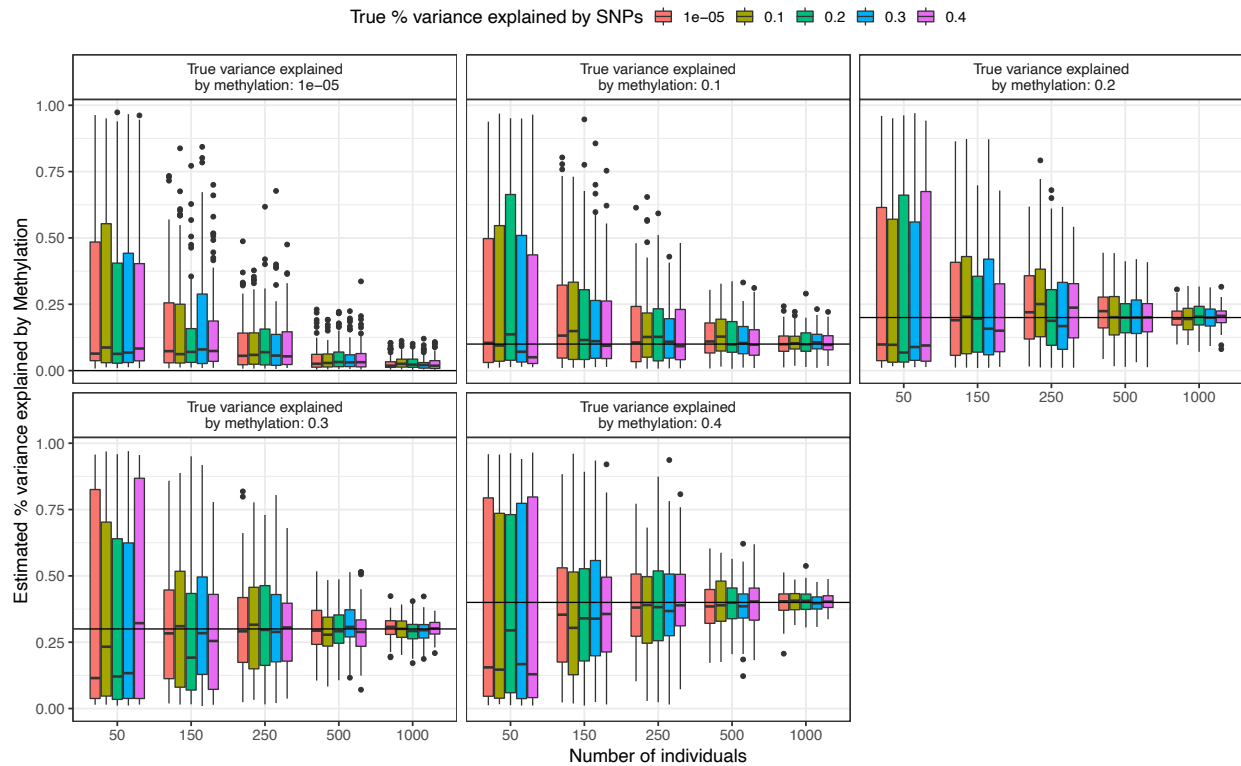 True % variance explained by SNPs 1e−05 0.1 0.2 0.3 0.4
True variance explained
by methylation: 1e−05
True variance explained
by methylation: 0.1
True variance explained
by methylation: 0.2
1.00
0.75
0.50
0.25
0.00
50 150 250 500 1000
True variance explained
by methylation: 0.3
True variance explained
by methylation: 0.4
1.00
0.75
0.50
0.25
0.00
50 150 250 500 1000
50 150 250 500 1000
Number of individuals
Estimated % variance explained by Methylation